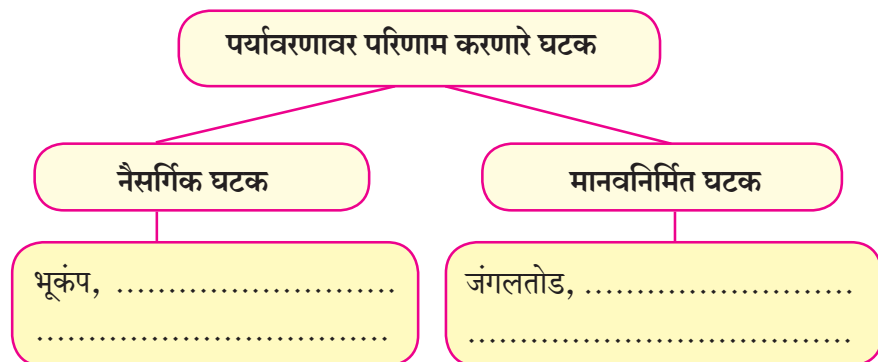 पर्यावरणावर परिणाम करणारे घटक
नैसर्गिक घटक
मानवनिर्मित घटक
भूकंप, ..........................
..................................
जंगलतोड, ..........................
.....................................